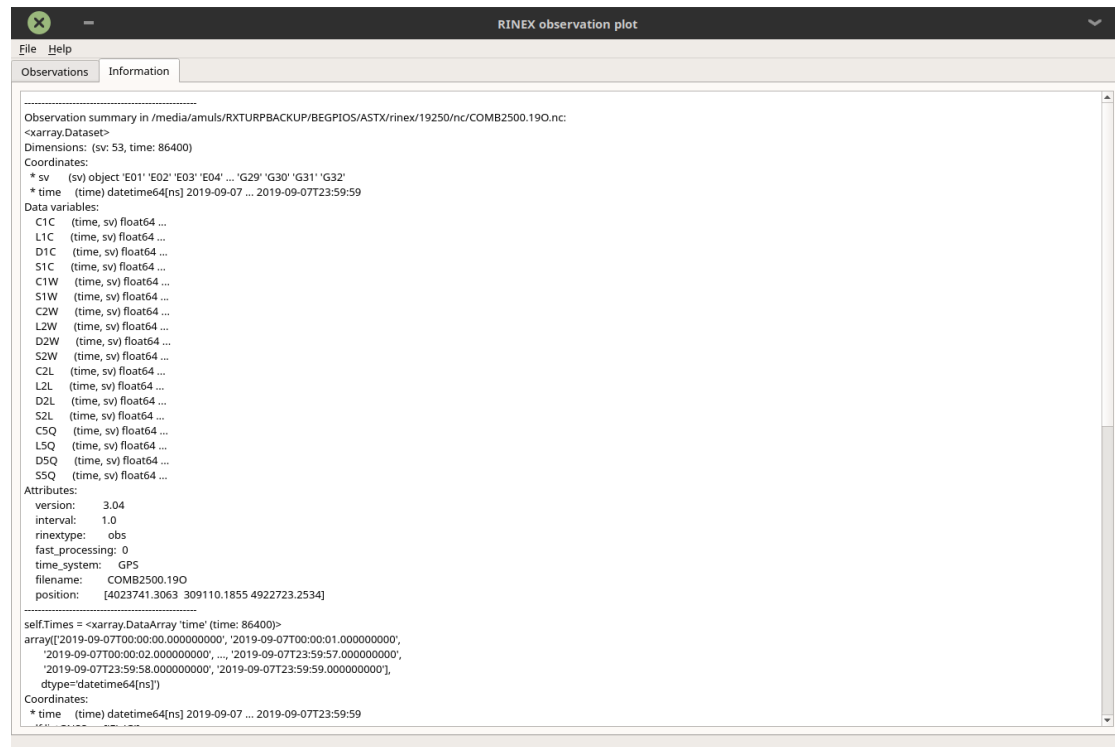 RINEX observation plot
File Help
Observations Information
--------------------------------------------------
Observation summary in /media/amuls/RXTURPBACKUP/BEGPIOS/ASTX/rinex/19250/nc/COMB2500.19O.nc:
<xarray.Dataset>
Dimensions: (sv: 53, time: 86400)
Coordinates:
* sv (sv) object 'E01' 'E02' 'E03' 'E04' ... 'G29' 'G30' 'G31' 'G32'
* time (time) datetime64[ns] 2019-09-07 ... 2019-09-07T23:59:59
Data variables:
C1C (time, sv) float64 ...
L1C (time, sv) float64 ...
D1C (time, sv) float64 ...
S1C (time, sv) float64 ...
C1W (time, sv) float64 ...
S1W (time, sv) float64 ...
C2W (time, sv) float64 ...
L2W (time, sv) float64 ...
D2W (time, sv) float64 ...
S2W (time, sv) float64 ...
C2L (time, sv) float64 ...
L2L (time, sv) float64 ...
D2L (time, sv) float64 ...
S2L (time, sv) float64 ...
C5Q (time, sv) float64 ...
L5Q (time, sv) float64 ...
D5Q (time, sv) float64 ...
S5Q (time, sv) float64 ...
Attributes:
version: 3.04
interval: 1.0
rinextype: obs
fast_processing: 0
time_system: GPS
filename: COMB2500.19O
position: [4023741.3063 309110.1855 4922723.2534]
--------------------------------------------------
self.Times = <xarray.DataArray 'time' (time: 86400)>
array(['2019-09-07T00:00:00.000000000', '2019-09-07T00:00:01.000000000',
'2019-09-07T00:00:02.000000000', ..., '2019-09-07T23:59:57.000000000',
'2019-09-07T23:59:58.000000000', '2019-09-07T23:59:59.000000000'],
dtype='datetime64[ns]')
Coordinates:
* time (time) datetime64[ns] 2019-09-07 ... 2019-09-07T23:59:59